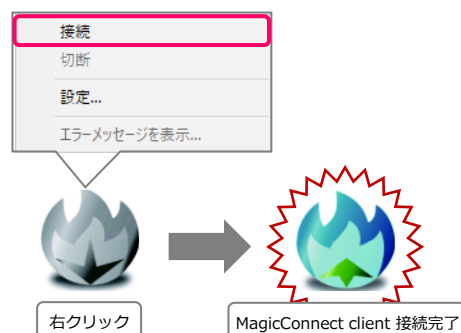 接続
切断
設定...
エラーメッセージを表示...
右クリック
MagicConnect client 接続完了